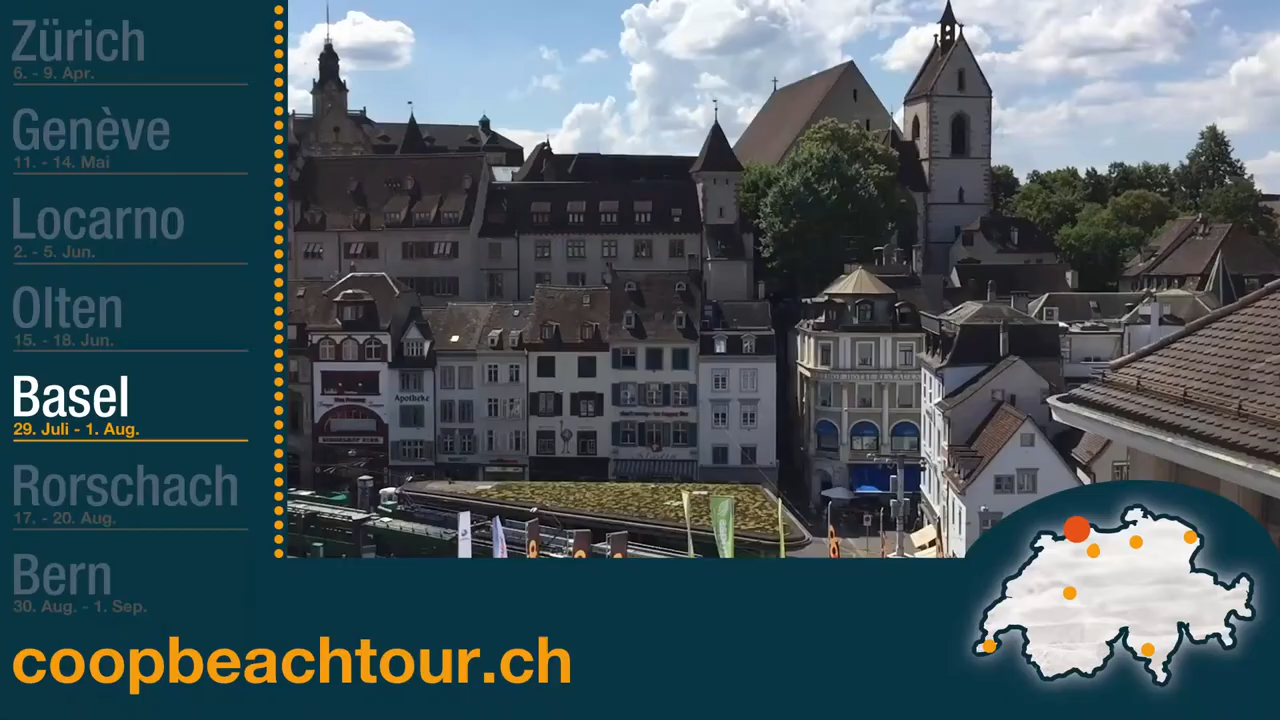 Zürich
6. - 9. Apr.
Genève
11. - 14. Mai
Locarno
2. - 5. Jun.
Olten
15. - 18. Jun.
Basel
29. Juli - 1. Aug.
Rorschach
17. - 20. Aug.
Bern
30. Aug. - 1. Sep.
Apotheke
coopbeachtour.ch